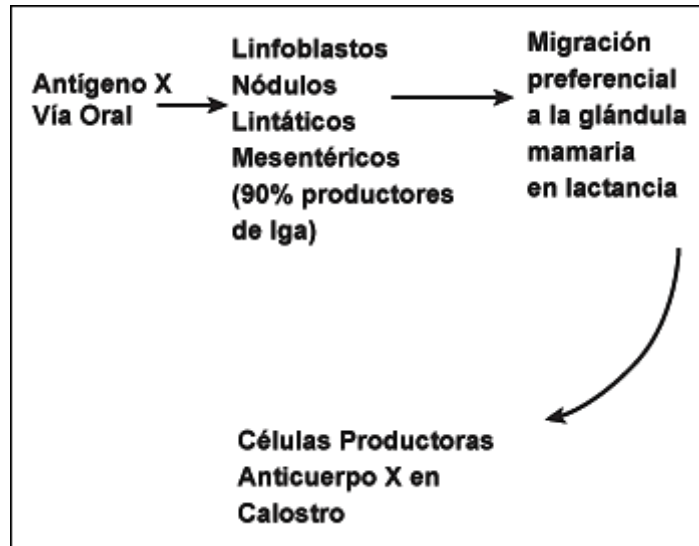 Antígeno X
Vía Oral
Linfoblastos
Nódulos
Lintáticos
Mesentéricos
(90% productores
de Iga)
Migración
preferencial
a la glándula
mamaria
en lactancia
Células Productoras
Anticuerpo X en
Calostro